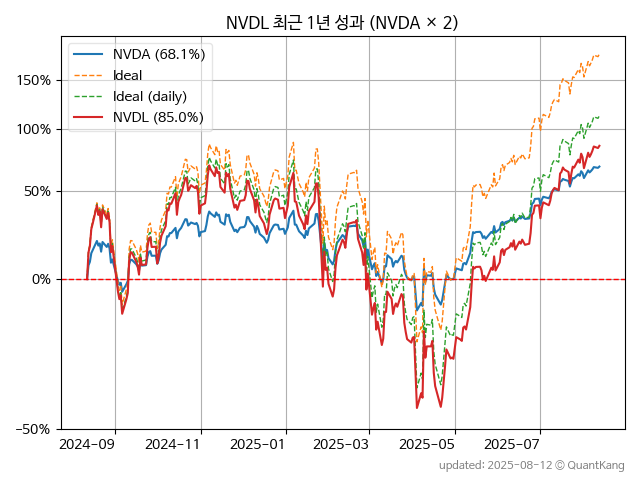 NVDL 최근 1년 성과 (NVDA × 2)
NVDA (68.1%)
Ideal
Ideal (daily)
NVDL (85.0%)
150%
100%
50%
0%
−50%
2024-09
2024-11
2025-01
2025-03
2025-05
2025-07
updated: 2025-08-12 © QuantKang